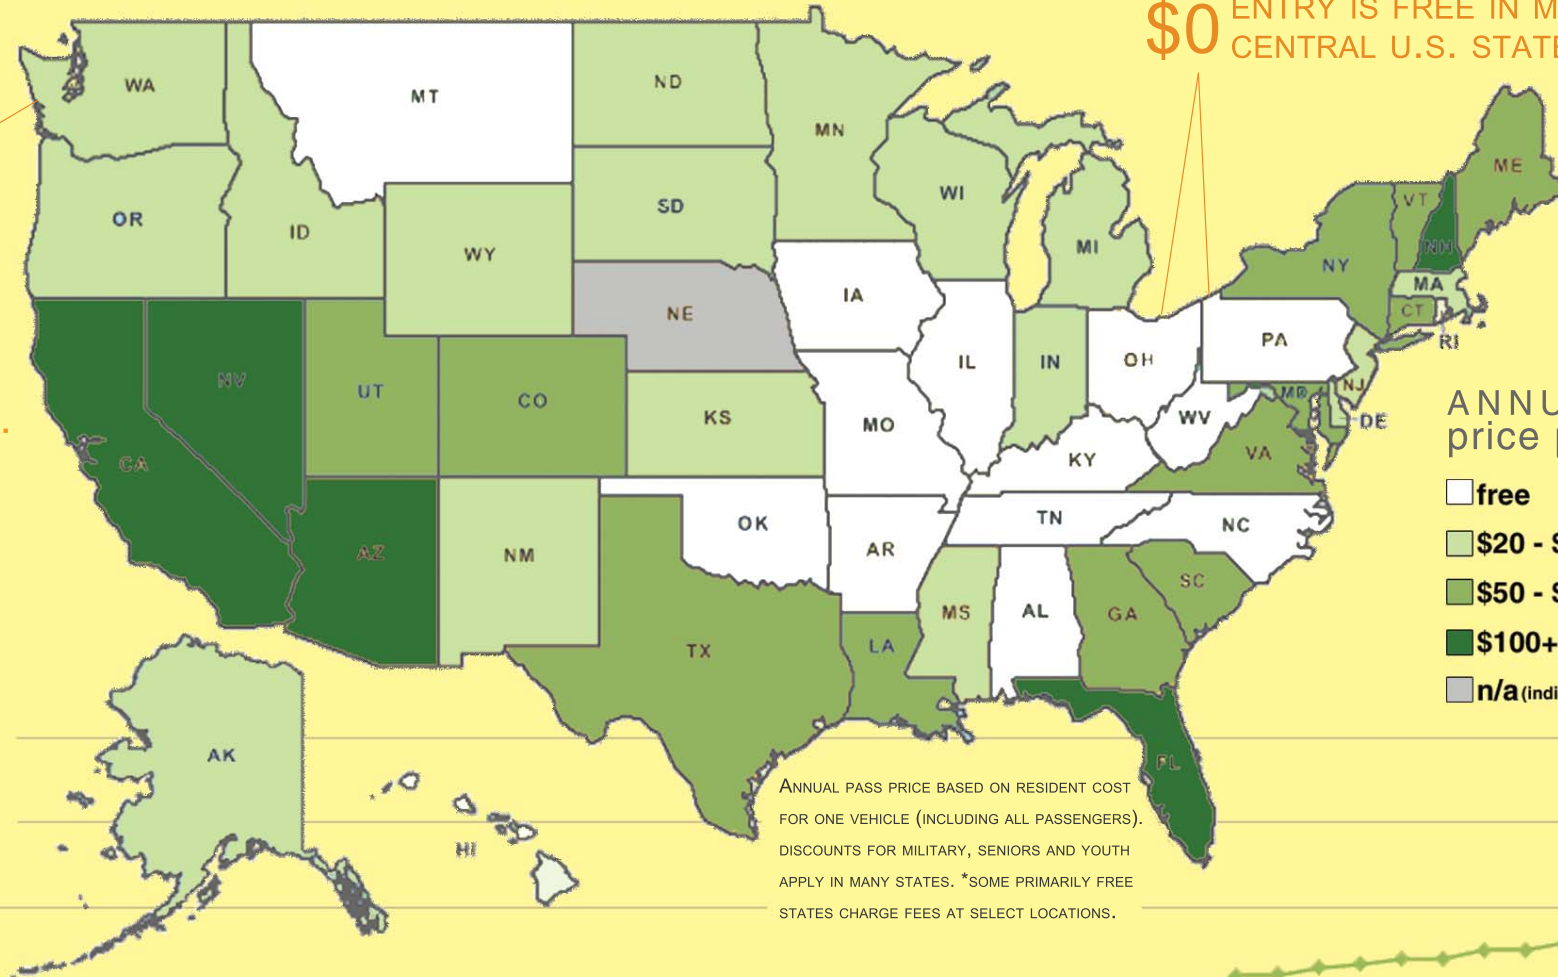 $0 ENTRY IS FREE IN M
CENTRAL U.S. STATE
WA
MT
ND
MN
OR
ID
WY
SD
WI
MI
ME
VT
NH
NY
MA
CT
RI
NE
IA
IL
IN
OH
PA
NJ
MD
DE
NV
UT
CO
KS
MO
WV
VA
KY
CA
AZ
NM
OK
AR
TN
NC
MS
AL
GA
SC
TX
LA
FL
AK
HI
ANNU
price p
free
$20 - $
$50 - $
$100+
n/a (indi
ANNUAL PASS PRICE BASED ON RESIDENT COST
FOR ONE VEHICLE (INCLUDING ALL PASSENGERS).
DISCOUNTS FOR MILITARY, SENIORS AND YOUTH
APPLY IN MANY STATES. *SOME PRIMARILY FREE
STATES CHARGE FEES AT SELECT LOCATIONS.